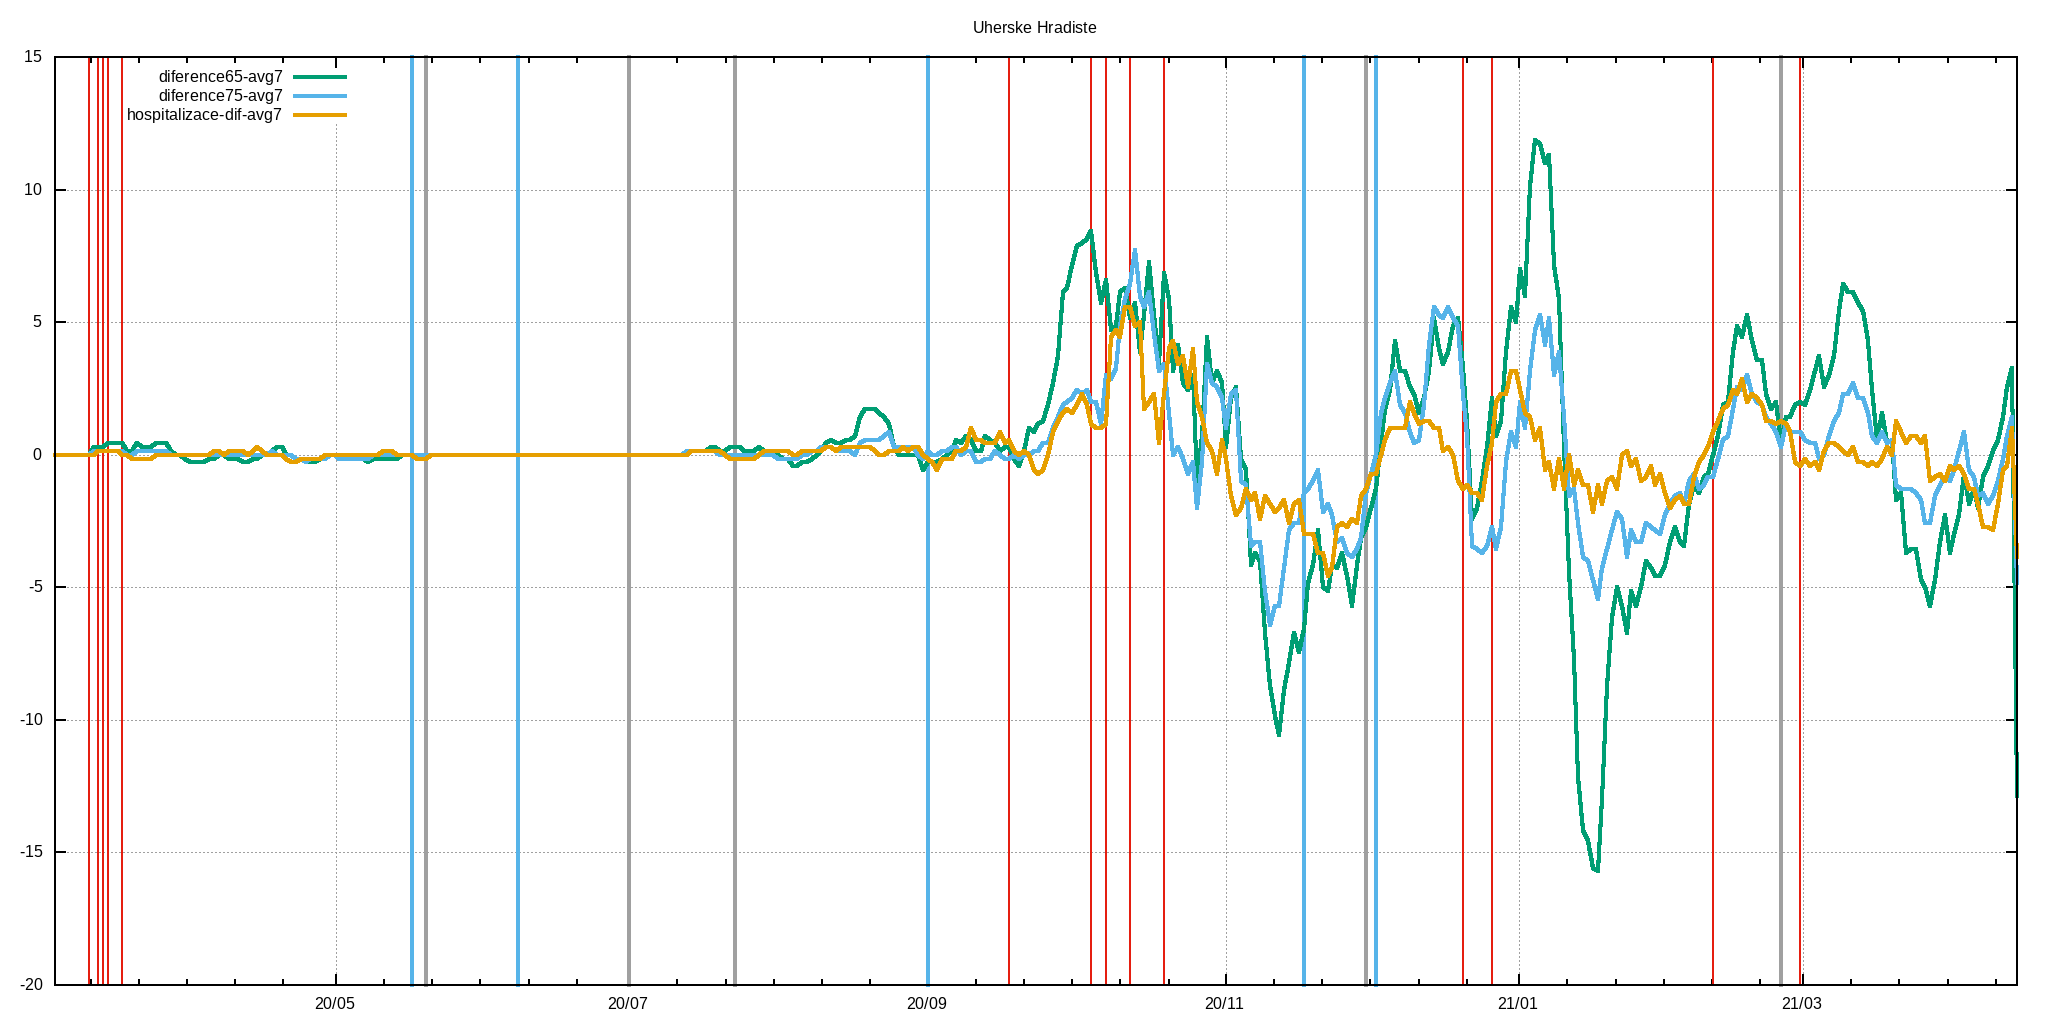 Uherske Hradiste
15
diference65-avg7
diference75-avg7
hospitalizace-dif-avg7
10
5
0
-5
-10
-15
-20
20/05 20/07 20/09 20/11 21/01 21/03